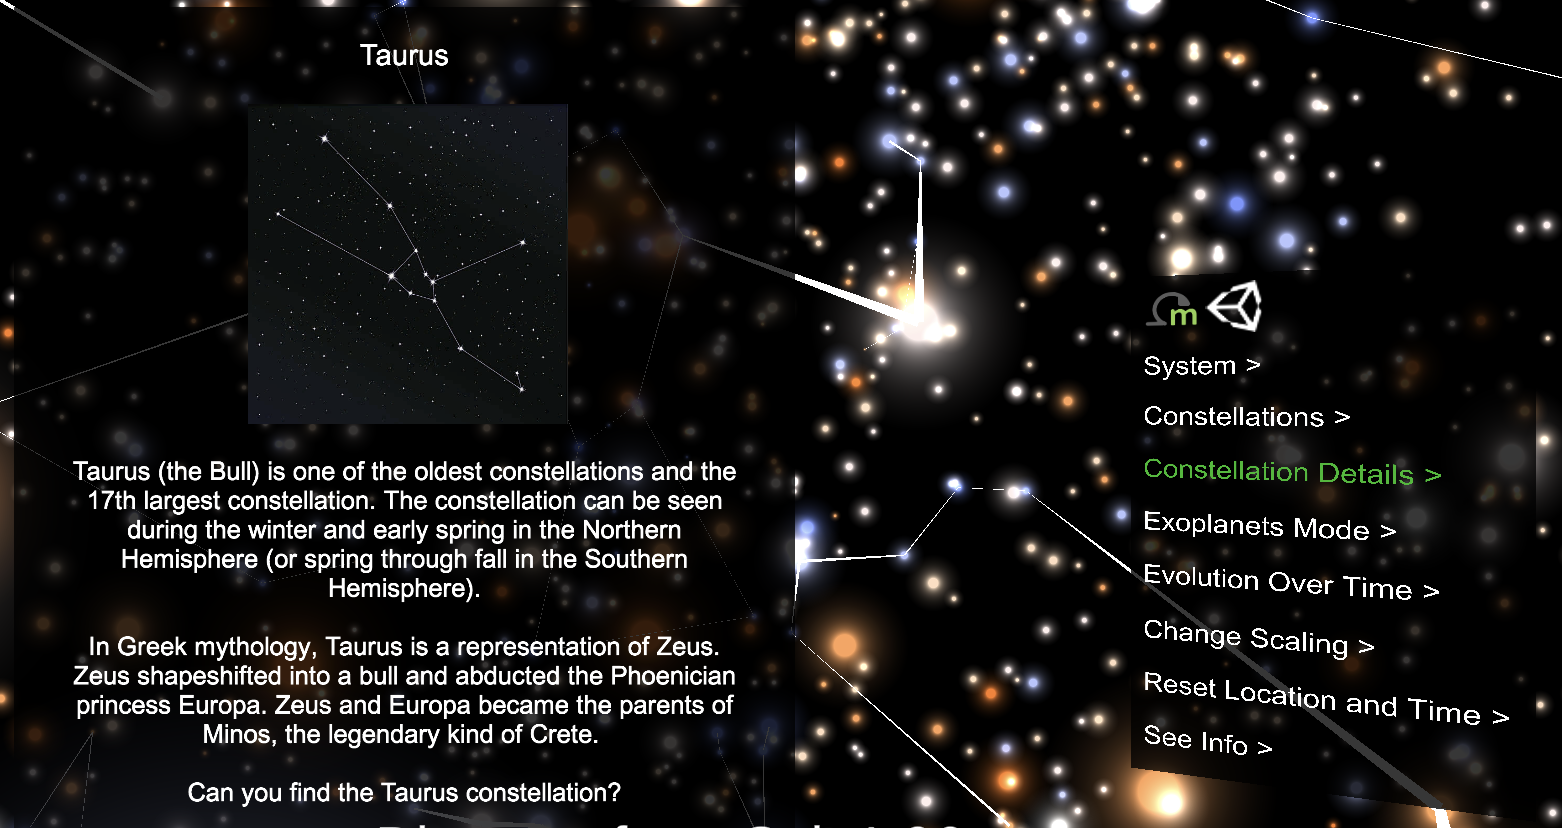 Taurus
Taurus (the Bull) is one of the oldest constellations and the
17th largest constellation. The constellation can be seen
during the winter and early spring in the Northern
Hemisphere (or spring through fall in the Southern
Hemisphere).
In Greek mythology, Taurus is a representation of Zeus.
Zeus shapeshifted into a bull and abducted the Phoenician
princess Europa. Zeus and Europa became the parents of
Minos, the legendary kind of Crete.
Can you find the Taurus constellation?
m
System >
Constellations >
Constellation Details >
Exoplanets Mode >
Evolution Over Time >
Change Scaling >
Reset Location and Time >
See Info >